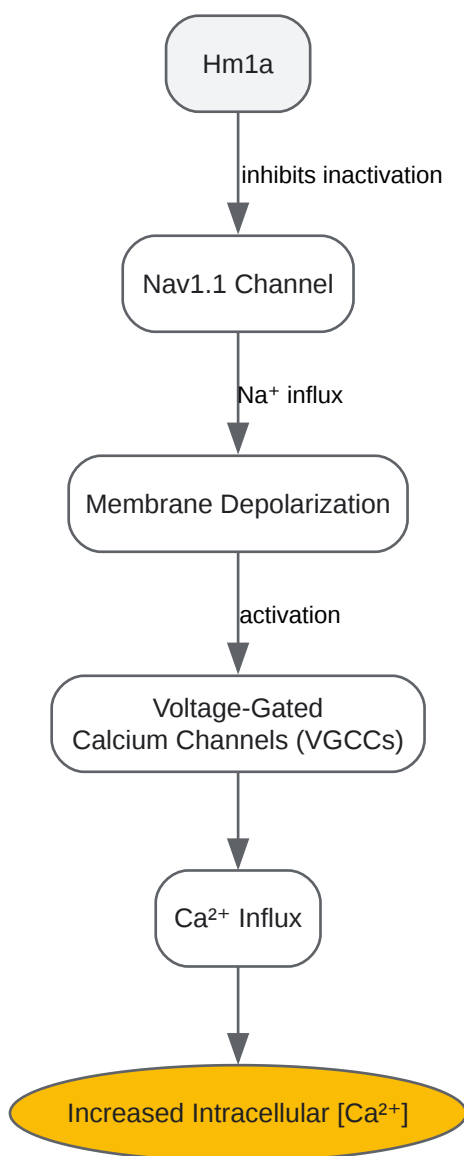 Hm1a
inhibits inactivation
Nav1.1 Channel
Na⁺ influx
Membrane Depolarization
activation
Voltage-Gated
Calcium Channels (VGCCs)
Ca²⁺ Influx
Increased Intracellular [Ca²⁺]